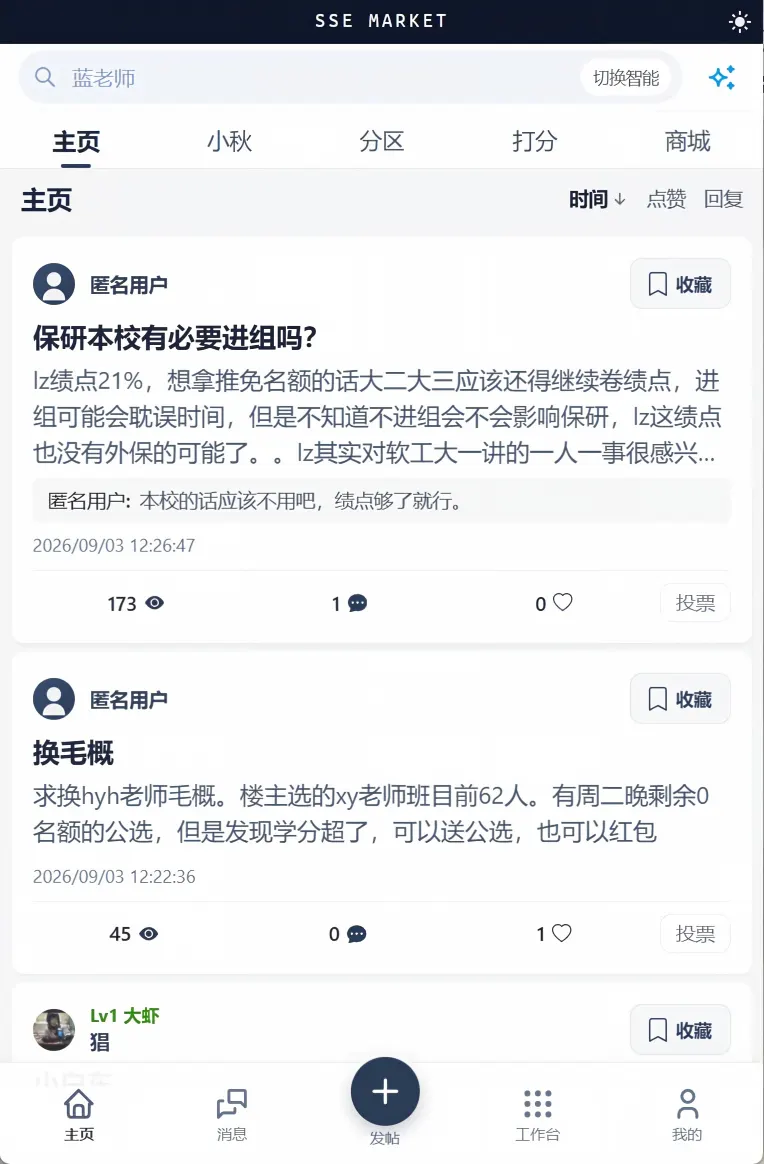 SSE MARKET
蓝老师
切换智能
主页 小秋 分区 打分 商城
主页
时间↓ 点赞 回复
匿名用户
收藏
保研本校有必要进组吗?
lz绩点21%，想拿推免名额的话大二大三应该还得继续卷绩点，进
组可能会耽误时间，但是不知道不进组会不会影响保研，lz这绩点
也没有外保的可能了。。lz其实对软工大一讲的一人一事很感兴...
匿名用户: 本校的话应该不用吧，绩点够了就行。
2026/09/03 12:26:47
173 1 0 投票
匿名用户
收藏
换毛概
求换hyh老师毛概。楼主选的xy老师班目前62人。有周二晚剩余0
名额的公选，但是发现学分超了，可以送公选，也可以红包
2026/09/03 12:22:36
45 0 1 投票
Lv1 大虾
猖
收藏
主页 消息 发帖 工作台 我的